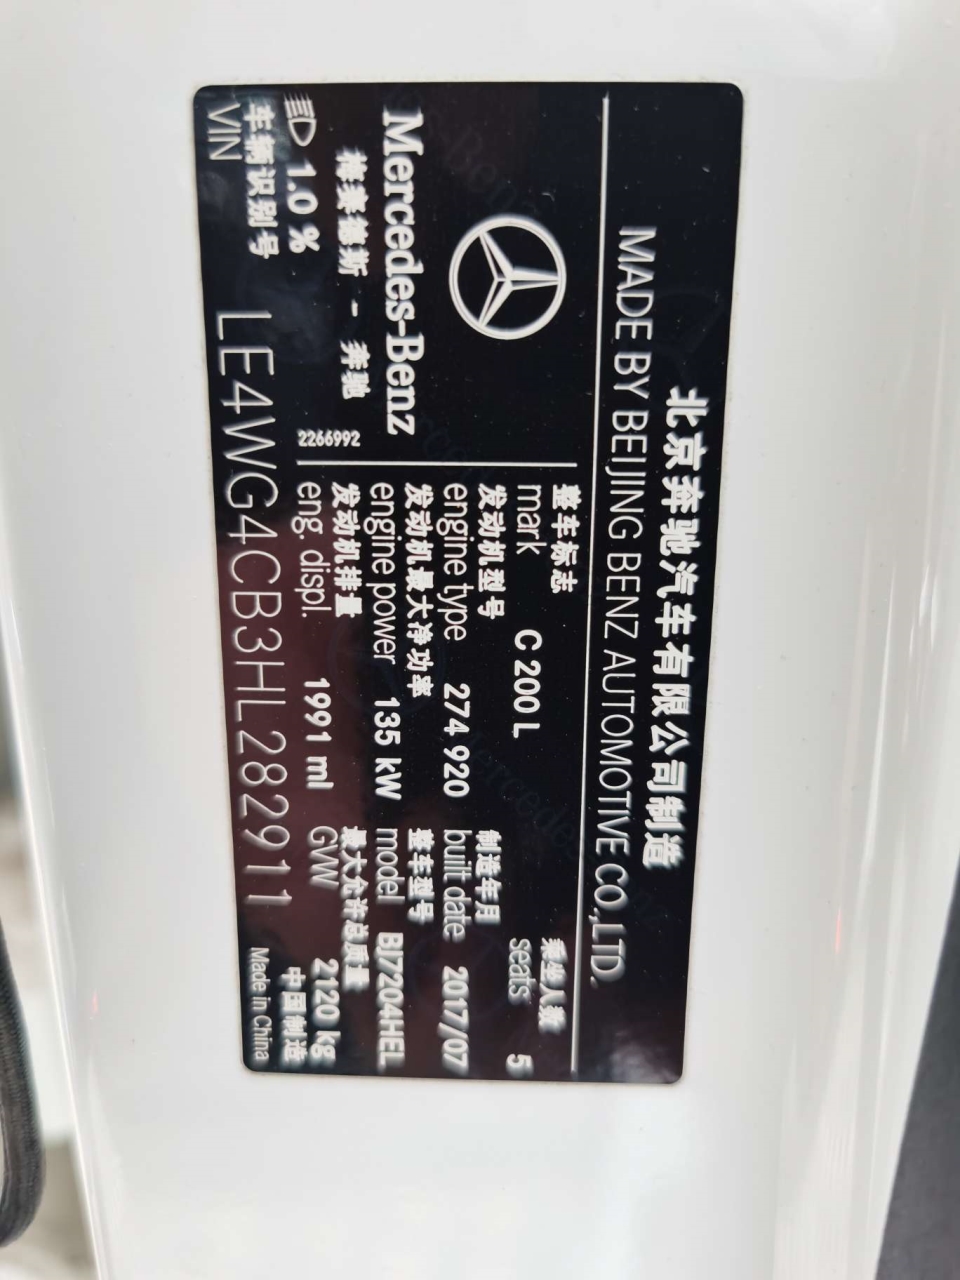 北京奔驰汽车有限公司制造
MADE BY BEIJING BENZ AUTOMOTIVE CO.,LTD.
Mercedes-Benz
梅赛德斯 - 奔驰
1.0 %
2266992
整车标志
mark C 200 L
乘坐人数
seats 5
发动机型号
engine type 274 920
制造年月
built date 2017/07
发动机最大净功率
engine power 135 kW
整车型号
model BJ7204HEL
发动机排量
eng. displ. 1991 ml
最大允许总质量
GVW 2120 kg
车辆识别号
VIN LE4WG4CB3HL282911
中国制造
Made in China